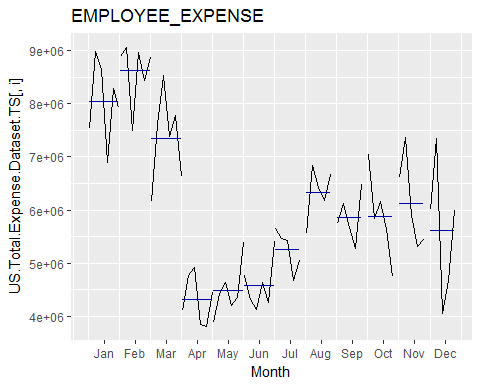 EMPLOYEE_EXPENSE
US.Total.Expense.Dataset.TS[, i]
9e+06
8e+06
7e+06
6e+06
5e+06
4e+06
Jan Feb Mar Apr May Jun Jul Aug Sep Oct Nov Dec
Month